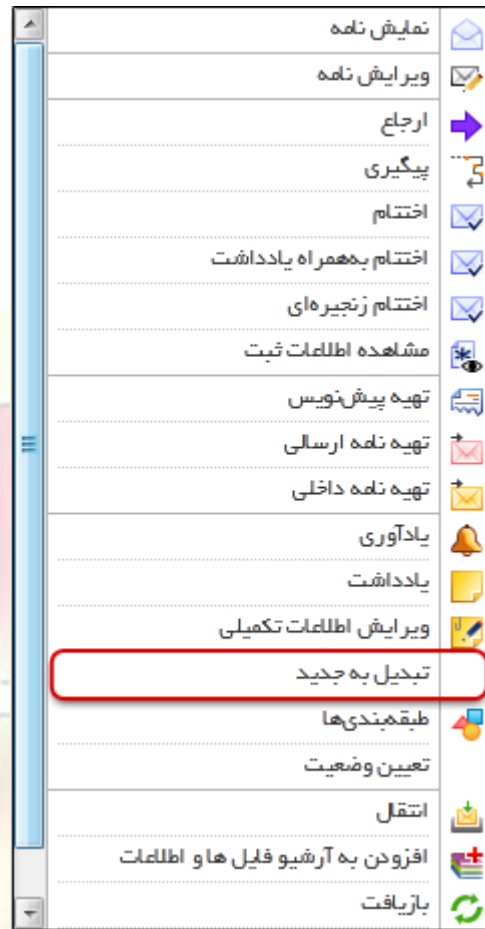 نمایش نامه
ویرایش نامه
ارجاع
پیگیری
اختتام
اختتام به‌همراه یادداشت
اختتام زنجیره‌ای
مشاهده اطلاعات ثبت
تهیه پیش‌نویس
تهیه نامه ارسالی
تهیه نامه داخلی
یادآوری
یادداشت
ویرایش اطلاعات تکمیلی
تبدیل به جدید
طبقه‌بندی‌ها
تعیین وضعیت
انتقال
افزودن به آرشیو فایل ها و اطلاعات
بازیافت